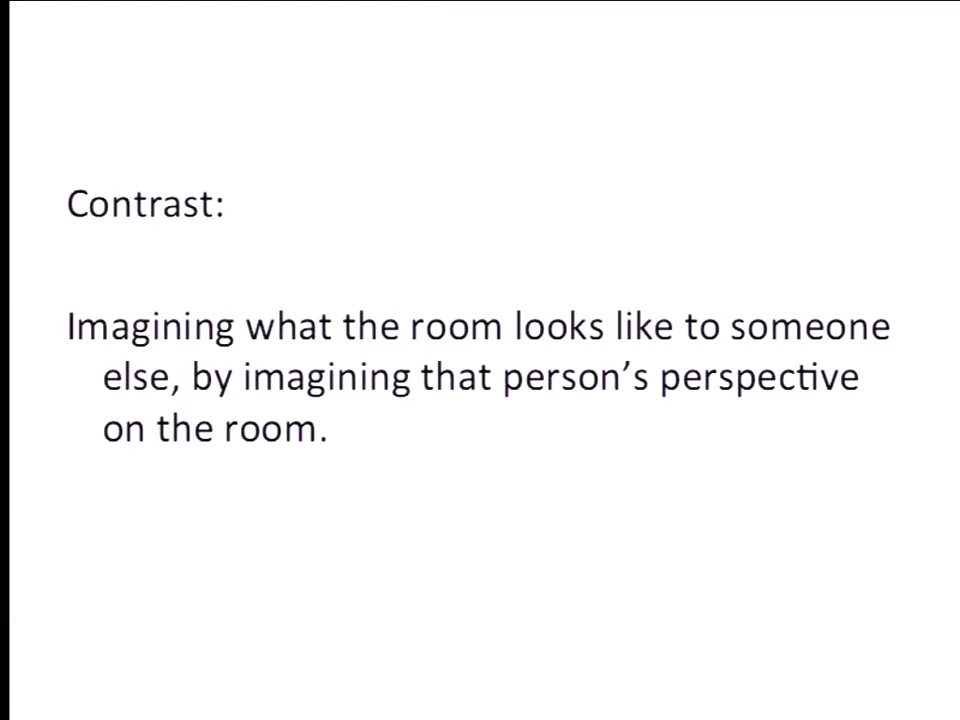 Contrast:
Imagining what the room looks like to someone
else, by imagining that person’s perspective
on the room.